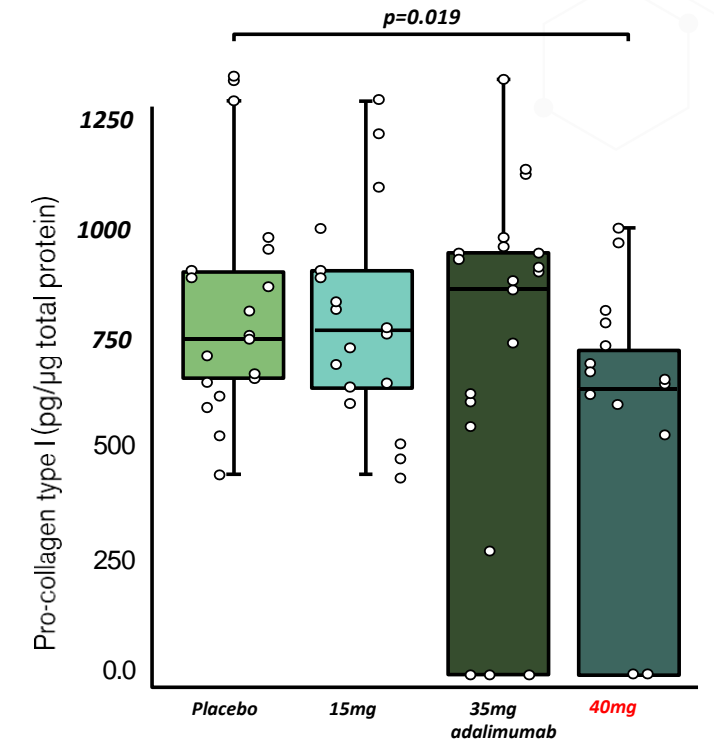 p=0.019
Pro-collagen type I (pg/µg total protein)
1250
1000
750
500
250
0.0
Placebo
15mg
35mg
adalimumab
40mg